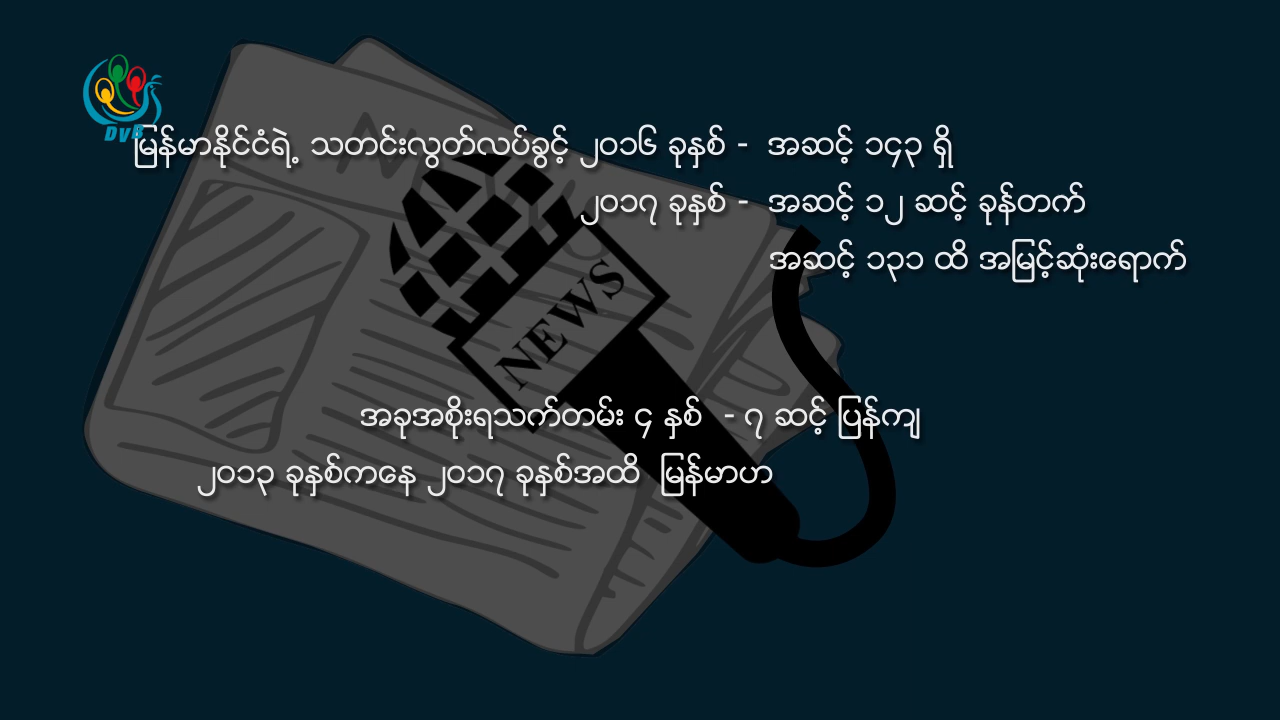 DVB
မြန်မာနိုင်ငံရဲ့ သတင်းလွတ်လပ်ခွင့် ၂၀၁၆ ခုနှစ် - အဆင့် ၁၄၃ ရှိ
၂၀၁၇ ခုနှစ် - အဆင့် ၁၂ ဆင့် ခုန်တက်
အဆင့် ၁၃၁ ထိ အမြင့်ဆုံးရောက်
NEWS
အခုအစိုးရသက်တမ်း ၄ နှစ် - ၇ ဆင့် ပြန်ကျ
၂၀၁၃ ခုနှစ်ကနေ ၂၀၁၇ ခုနှစ်အထိ မြန်မာဟ